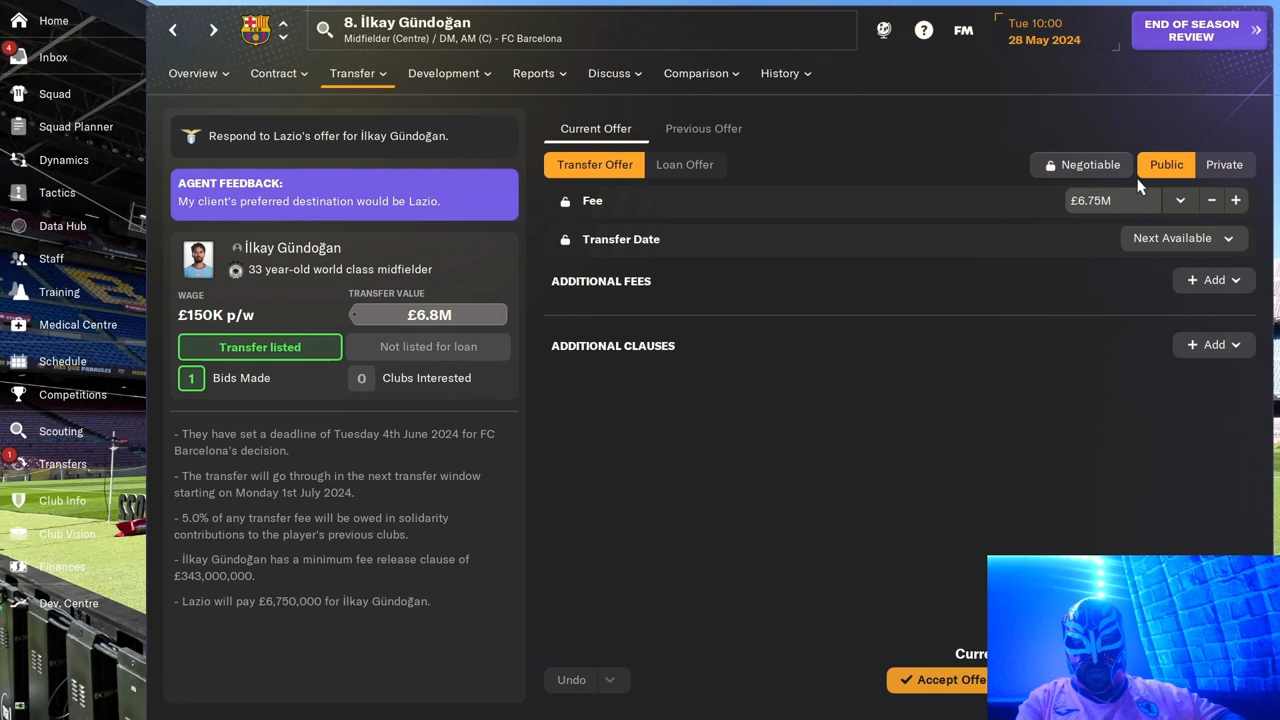 Home
4
Inbox
Squad
Squad Planner
Dynamics
Tactics
Data Hub
Staff
Training
Medical Centre
Schedule
Competitions
Scouting
1
Transfers
Club Info
Club Vision
Finances
Dev. Centre
8. İlkay Gündoğan
Midfielder (Centre) / DM, AM (C) - FC Barcelona
?
FM
Tue 10:00
28 May 2024
END OF SEASON
REVIEW
Overview
Contract
Transfer
Development
Reports
Discuss
Comparison
History
Respond to Lazio's offer for İlkay Gündoğan.
AGENT FEEDBACK:
My client's preferred destination would be Lazio.
İlkay Gündoğan
33 year-old world class midfielder
WAGE
TRANSFER VALUE
£150K p/w
£6.8M
Transfer listed
Not listed for loan
1 Bids Made
0 Clubs Interested
- They have set a deadline of Tuesday 4th June 2024 for FC
Barcelona's decision.
- The transfer will go through in the next transfer window
starting on Monday 1st July 2024.
- 5.0% of any transfer fee will be owed in solidarity
contributions to the player's previous clubs.
- İlkay Gündoğan has a minimum fee release clause of
£343,000,000.
- Lazio will pay £6,750,000 for İlkay Gündoğan.
Current Offer
Previous Offer
Transfer Offer
Loan Offer
Negotiable
Public
Private
Fee
£6.75M
Transfer Date
Next Available
ADDITIONAL FEES
+ Add
ADDITIONAL CLAUSES
+ Add
Undo
Curre
Accept Offe